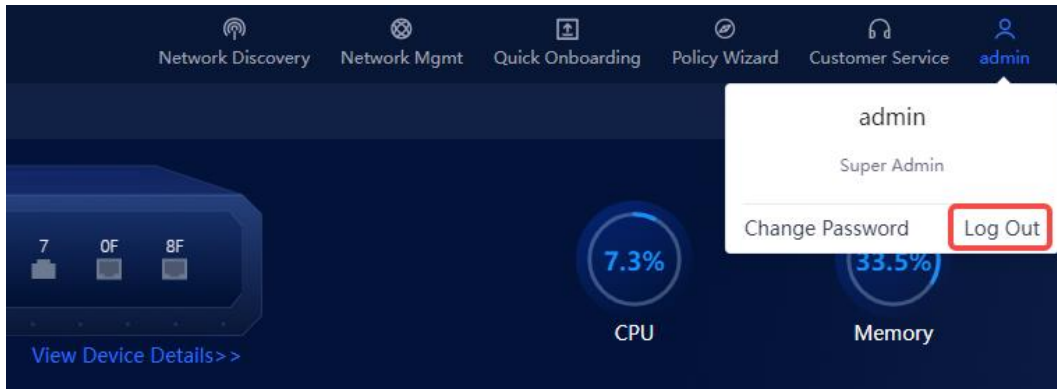 Network Discovery Network Mgmt Quick Onboarding Policy Wizard Customer Service admin
admin
Super Admin
Change Password Log Out
7 0F 8F
7.3% 33.5%
CPU Memory
View Device Details>>